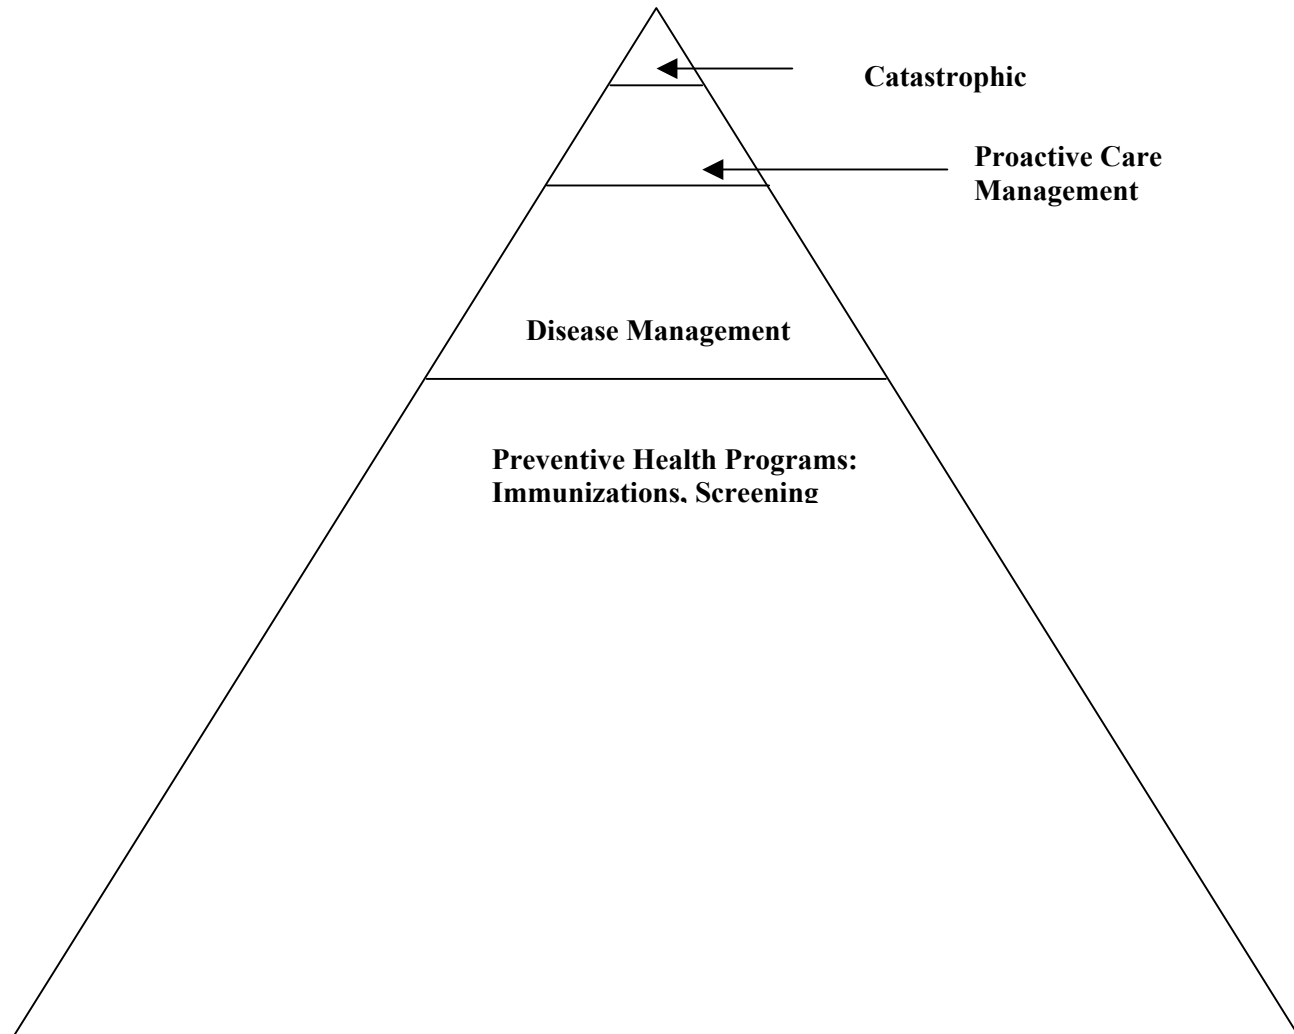 Catastrophic
Proactive Care
Management
Disease Management
Preventive Health Programs:
Immunizations, Screening